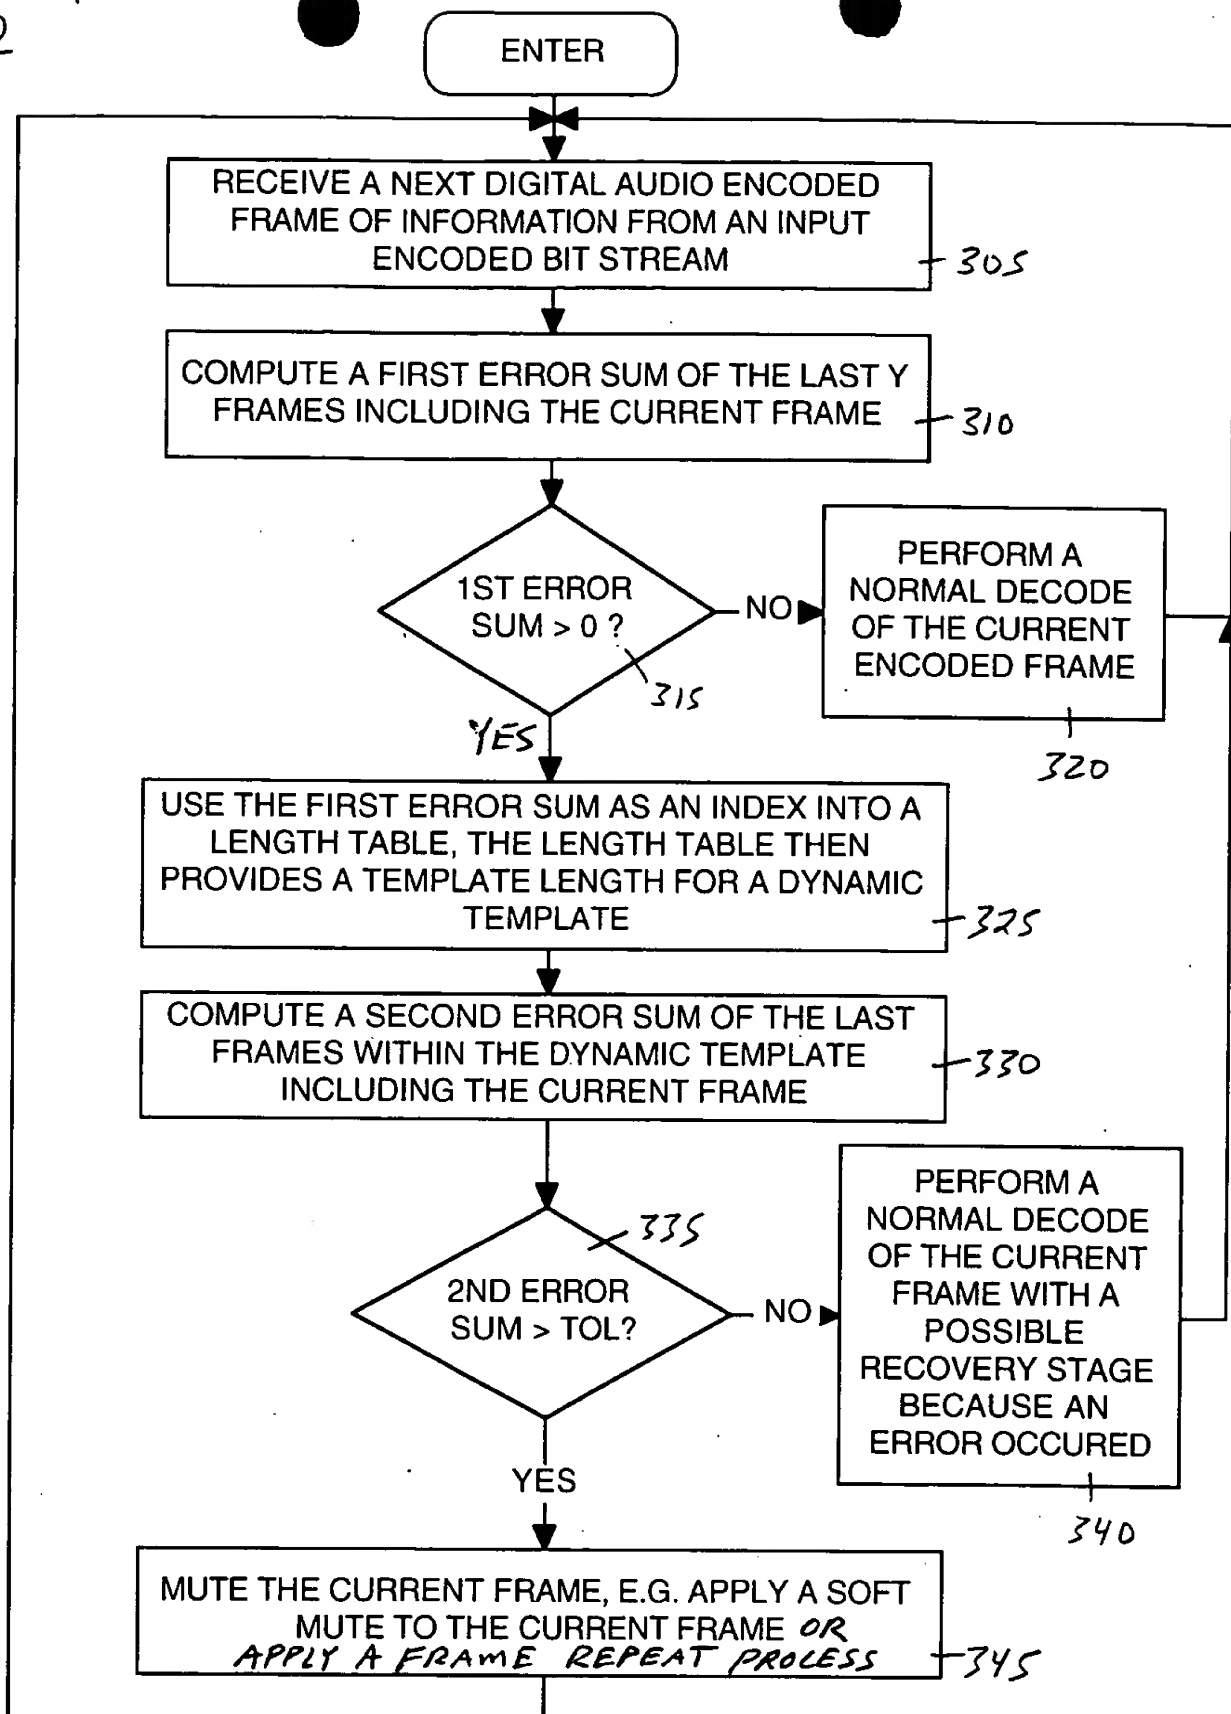 ENTER
RECEIVE A NEXT DIGITAL AUDIO ENCODED
FRAME OF INFORMATION FROM AN INPUT
ENCODED BIT STREAM
305
COMPUTE A FIRST ERROR SUM OF THE LAST Y
FRAMES INCLUDING THE CURRENT FRAME
310
1ST ERROR
SUM > 0 ?
315
NO
PERFORM A
NORMAL DECODE
OF THE CURRENT
ENCODED FRAME
320
YES
USE THE FIRST ERROR SUM AS AN INDEX INTO A
LENGTH TABLE, THE LENGTH TABLE THEN
PROVIDES A TEMPLATE LENGTH FOR A DYNAMIC
TEMPLATE
325
COMPUTE A SECOND ERROR SUM OF THE LAST
FRAMES WITHIN THE DYNAMIC TEMPLATE
INCLUDING THE CURRENT FRAME
330
335
2ND ERROR
SUM > TOL?
NO
PERFORM A
NORMAL DECODE
OF THE CURRENT
FRAME WITH A
POSSIBLE
RECOVERY STAGE
BECAUSE AN
ERROR OCCURED
340
YES
MUTE THE CURRENT FRAME, E.G. APPLY A SOFT
MUTE TO THE CURRENT FRAME OR
APPLY A FRAME REPEAT PROCESS
345